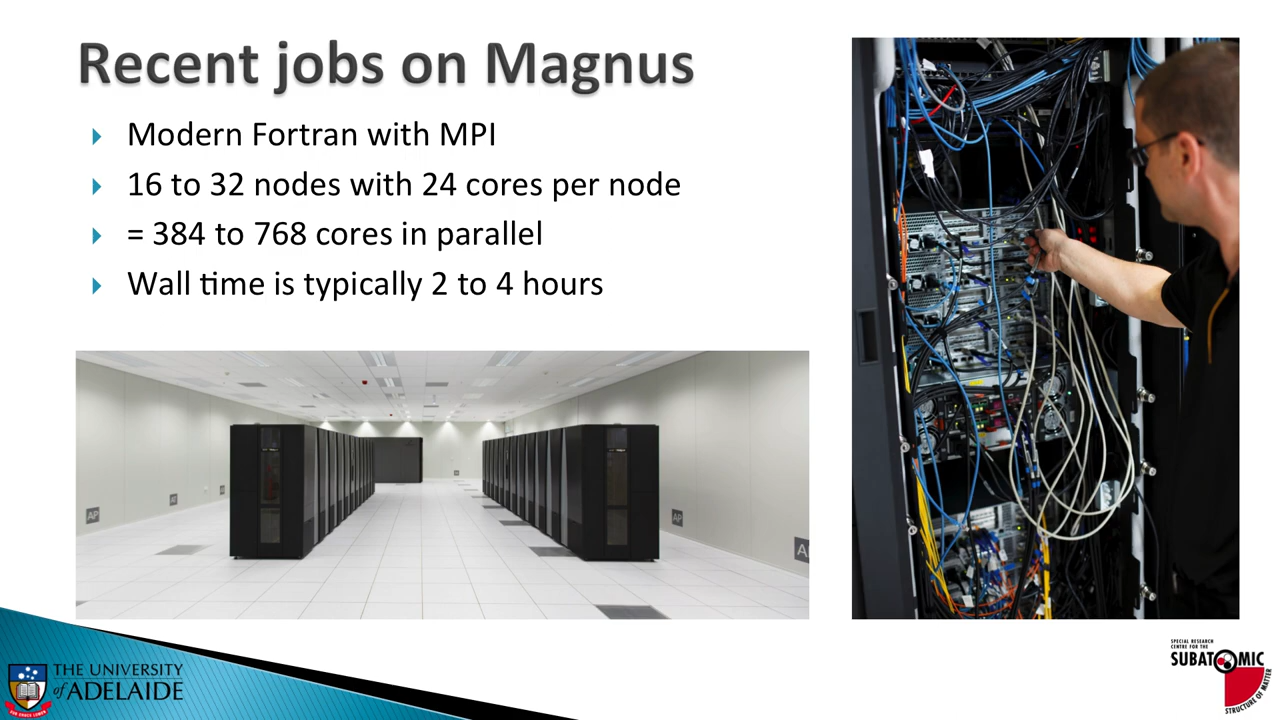 Recent jobs on Magnus
Modern Fortran with MPI
16 to 32 nodes with 24 cores per node
= 384 to 768 cores in parallel
Wall time is typically 2 to 4 hours
AP
AP
THE UNIVERSITY
of ADELAIDE
SPECIAL RESEARCH
CENTRE FOR THE
SUBATOMIC
STRUCTURE OF MATTER